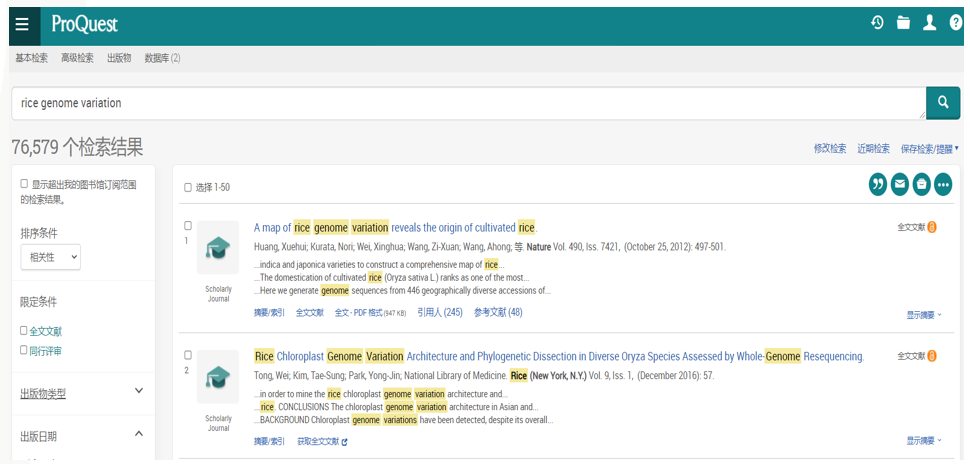 ProQuest
基本检索 高级检索 出版物 数据库 (2)
rice genome variation
76,579 个检索结果
修改检索 近期检索 保存检索/提醒
显示超出我的图书馆订阅范围
的检索结果。
排序条件
相关性
限定条件
全文文献
同行评审
出版物类型
出版日期
选择 1-50
1
Scholarly
Journal
A map of rice genome variation reveals the origin of cultivated rice.
全文文献
Huang, Xuehui; Kurata, Nori; Wei, Xinghua; Wang, Zi-Xuan; Wang, Ahong; 等. Nature Vol. 490, Iss. 7421, (October 25, 2012): 497-501.
...indica and japonica varieties to construct a comprehensive map of rice...
...The domestication of cultivated rice (Oryza sativa L.) ranks as one of the most...
...Here we generate genome sequences from 446 geographically diverse accessions of...
摘要/索引 全文文献 全文 - PDF 格式 (947 KB) 引用人 (245) 参考文献 (48)
显示摘要
2
Scholarly
Journal
Rice Chloroplast Genome Variation Architecture and Phylogenetic Dissection in Diverse Oryza Species Assessed by Whole-Genome Resequencing.
全文文献
Tong, Wei; Kim, Tae-Sung; Park, Yong-Jin; National Library of Medicine. Rice (New York, N.Y.) Vol. 9, Iss. 1, (December 2016): 57.
...in order to mine the rice chloroplast genome variation architecture and...
...rice. CONCLUSIONS The chloroplast genome variation architecture in Asian and...
...BACKGROUND Chloroplast genome variations have been detected, despite its overall...
摘要/索引 获取全文文献
显示摘要